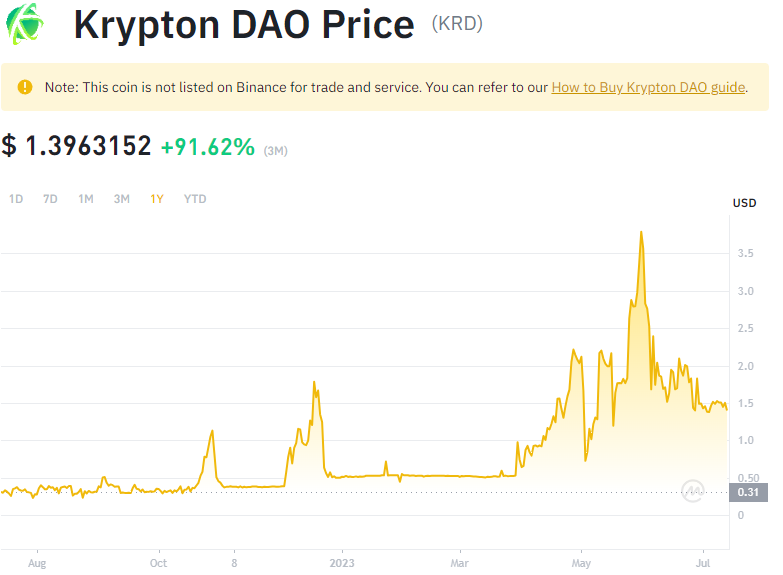 Krypton DAO Price (KRD)
Note: This coin is not listed on Binance for trade and service. You can refer to our How to Buy Krypton DAO guide.
$ 1.3963152 +91.62% (3M)
1D 7D 1M 3M 1Y YTD
USD
3.5
3.0
2.5
2.0
1.5
1.0
0.50
0.31
0
Aug Oct 8 2023 Mar May Jul